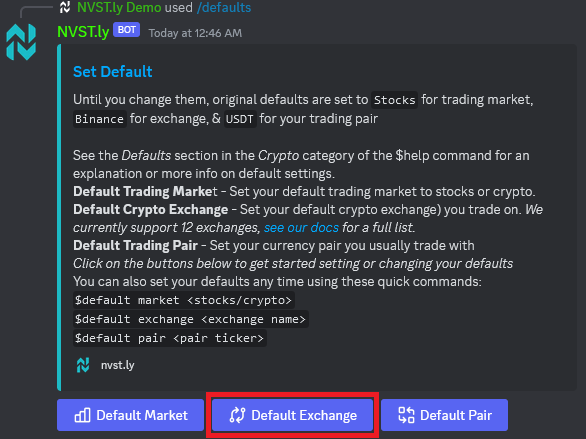 NVST.ly Demo used /defaults
NVST.ly BOT Today at 12:46 AM
Set Default
Until you change them, original defaults are set to Stocks for trading market,
Binance for exchange, & USDT for your trading pair
See the Defaults section in the Crypto category of the $help command for an
explanation or more info on default settings.
Default Trading Market - Set your default trading market to stocks or crypto.
Default Crypto Exchange - Set your default crypto exchange) you trade on. We
currently support 12 exchanges, see our docs for a full list.
Default Trading Pair - Set your currency pair you usually trade with
Click on the buttons below to get started setting or changing your defaults
You can also set your defaults any time using these quick commands:
$default market <stocks/crypto>
$default exchange <exchange name>
$default pair <pair ticker>
nvst.ly
Default Market Default Exchange Default Pair